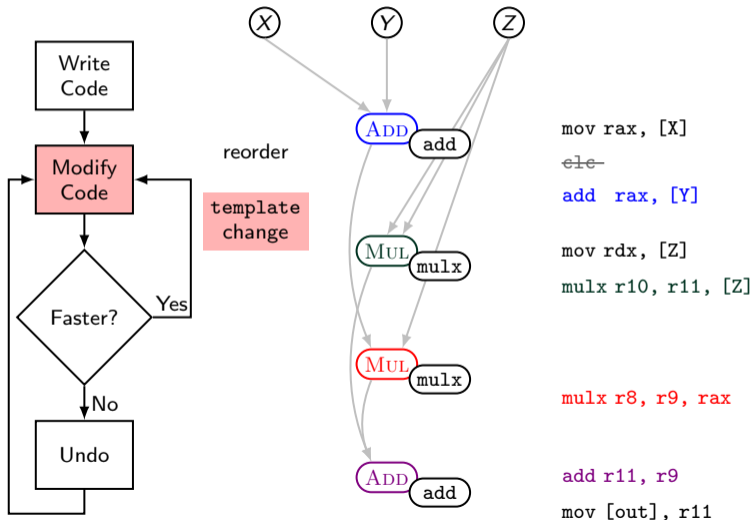 X
Y
Z
Write
Code
Modify
Code
Faster?
Yes
No
Undo
reorder
template
change
ADD
add
MUL
mulx
MUL
mulx
ADD
add
mov rax, [X]
clc
add rax, [Y]
mov rdx, [Z]
mulx r10, r11, [Z]
mulx r8, r9, rax
add r11, r9
mov [out], r11